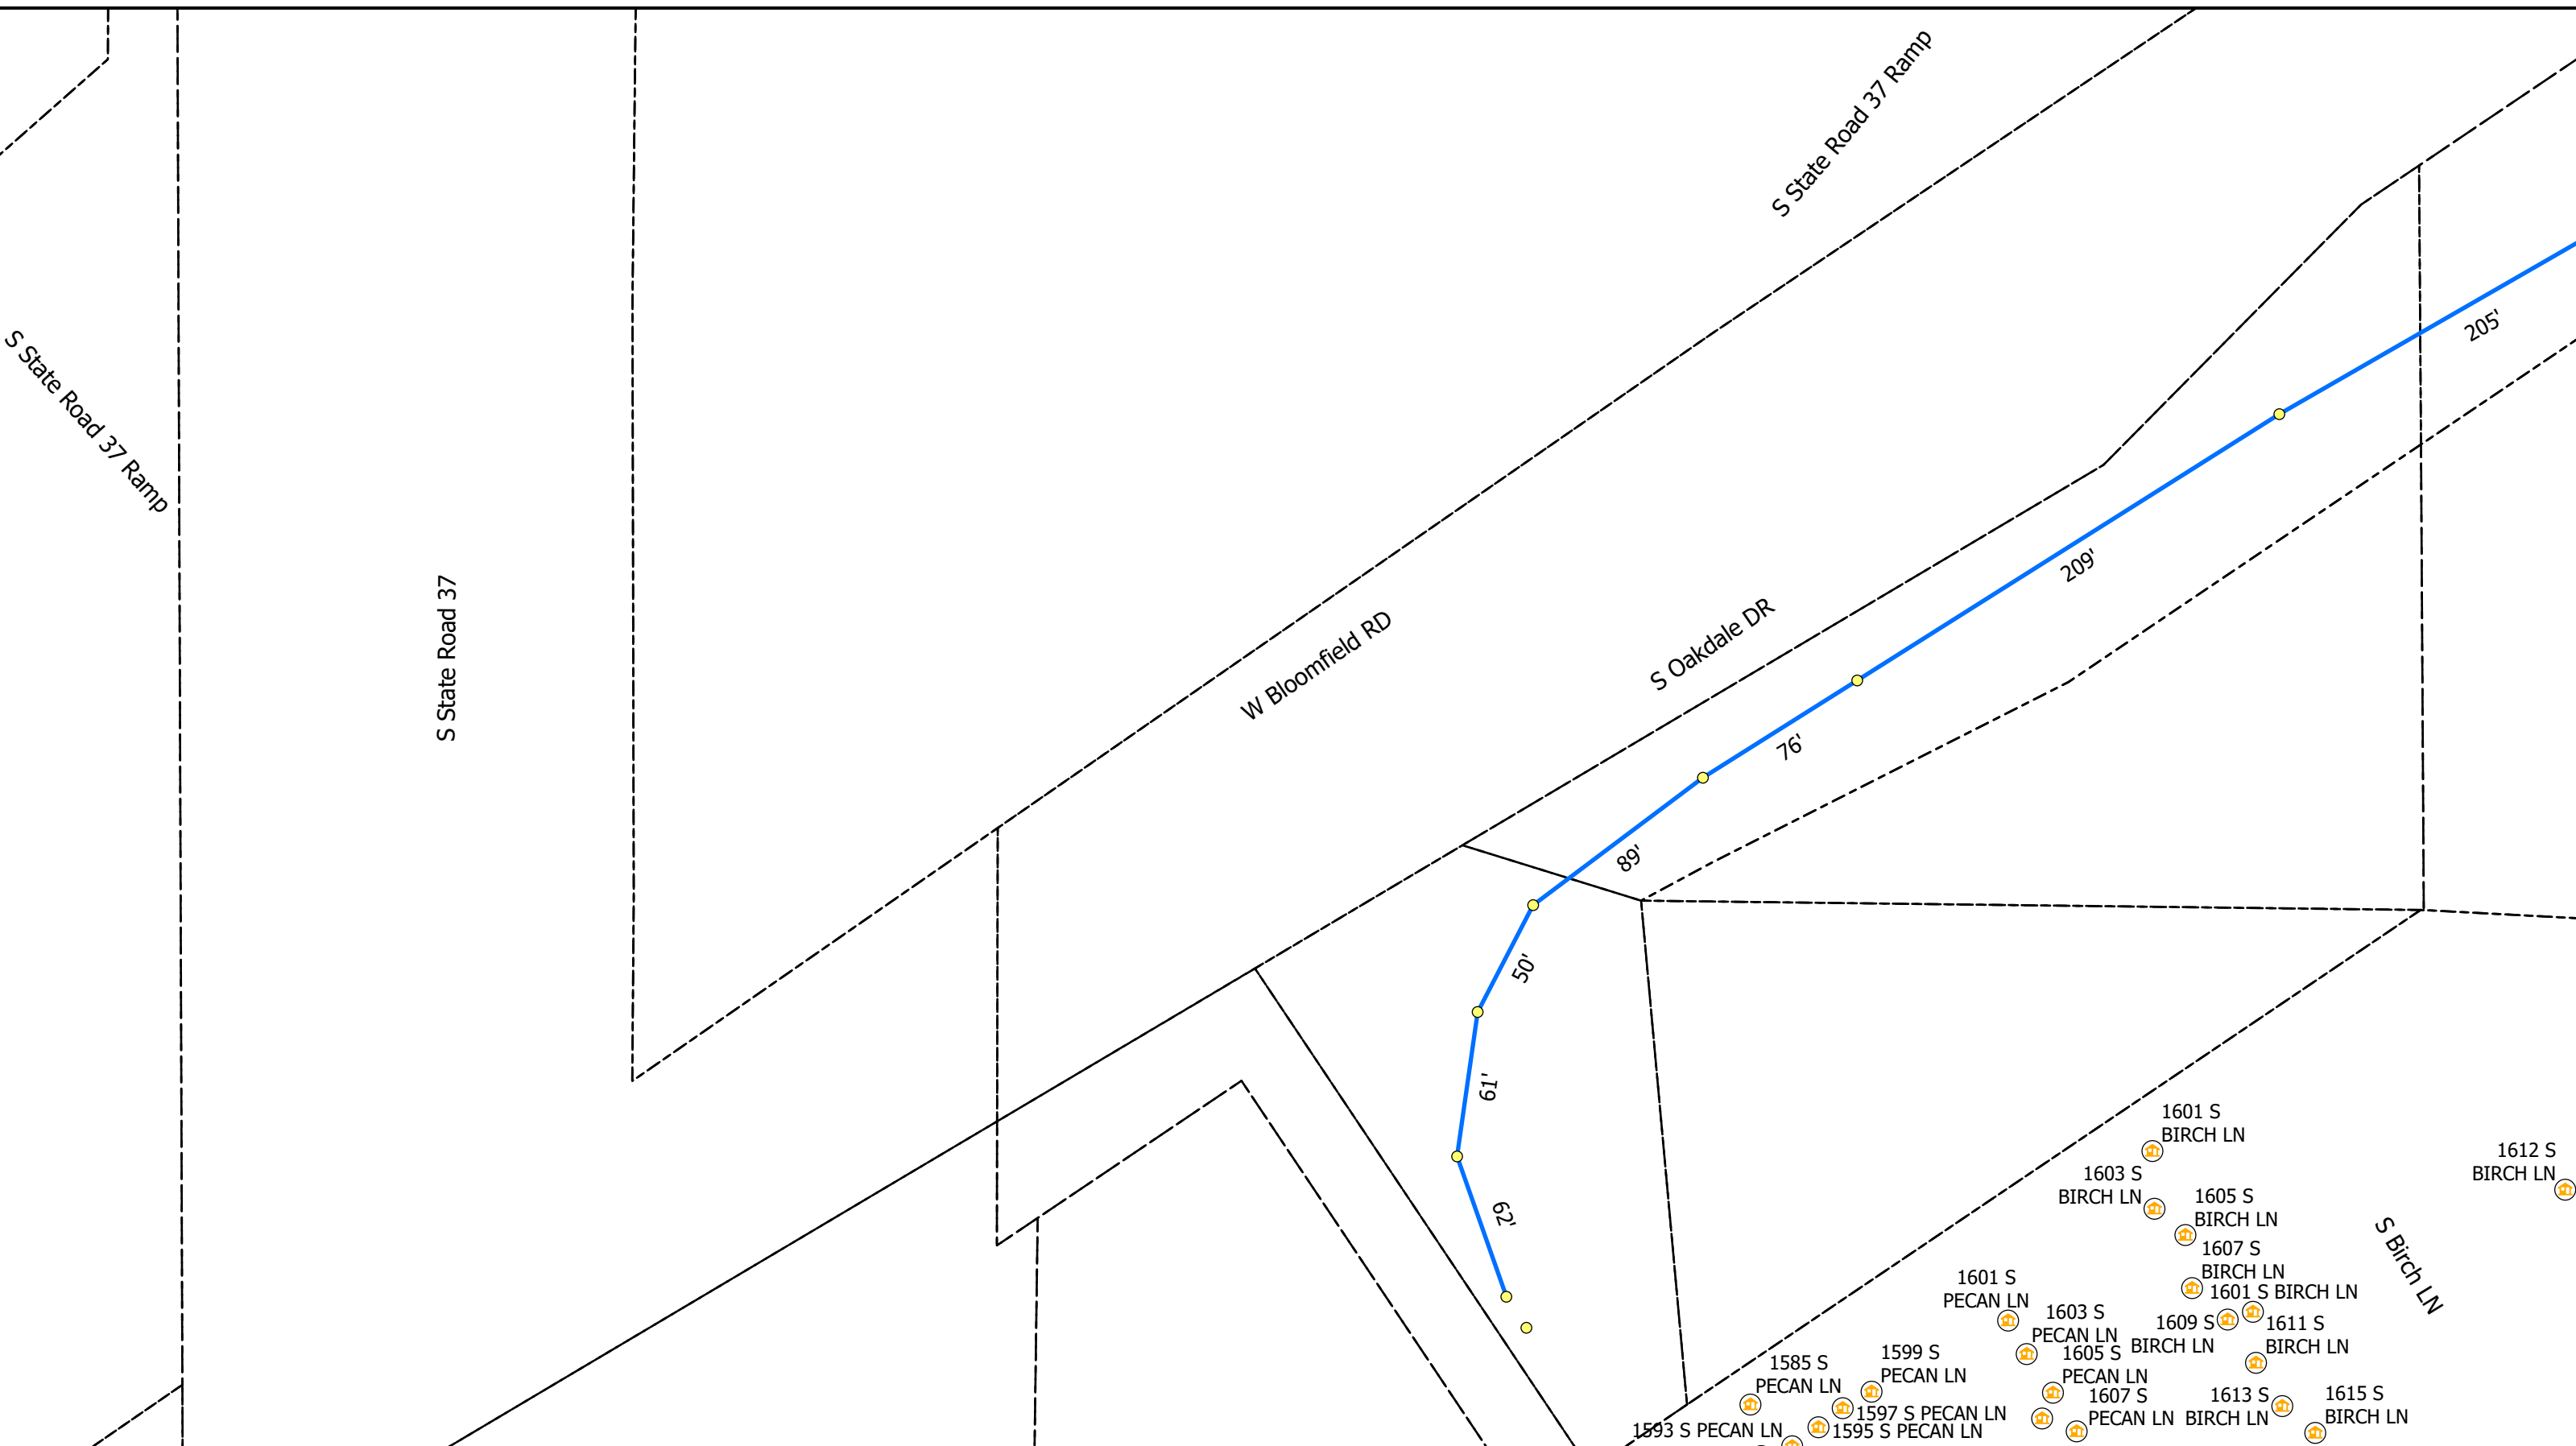 S State Road 37 Ramp
S State Road 37 Ramp
205'
209'
S State Road 37
W Bloomfield RD
S Oakdale DR
76'
89'
50'
61'
62'
1601 S
BIRCH LN
1603 S
BIRCH LN
1605 S
BIRCH LN
1612 S
BIRCH LN
S Birch LN
1607 S
BIRCH LN
1601 S BIRCH LN
1601 S
PECAN LN
1603 S
PECAN LN
1609 S
BIRCH LN
1611 S
BIRCH LN
1605 S
PECAN LN
1599 S
PECAN LN
1585 S
PECAN LN
1607 S
PECAN LN
1613 S
BIRCH LN
1615 S
BIRCH LN
1597 S PECAN LN
1593 S PECAN LN
1595 S PECAN LN